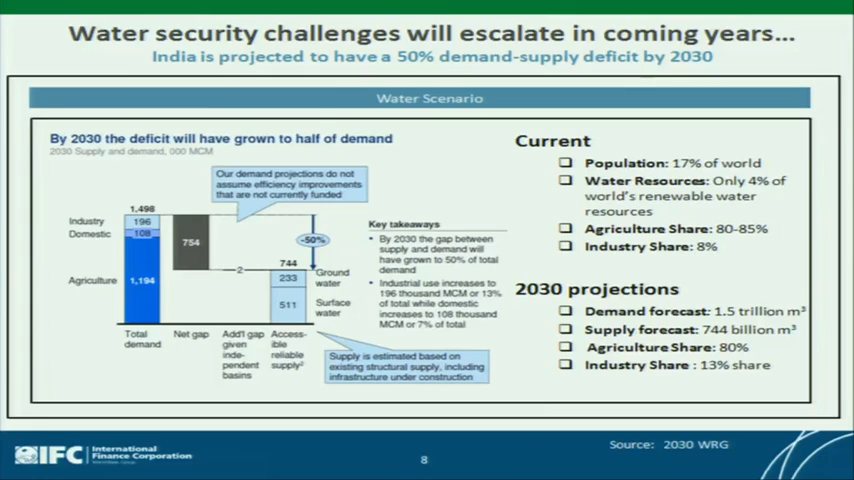 Water security challenges will escalate in coming years...
India is projected to have a 50% demand-supply deficit by 2030
Water Scenario
By 2030 the deficit will have grown to half of demand
2030 Supply and demand, 000 MCM
Our demand projections do not
assume efficiency improvements
that are not currently funded
1,498
Industry 196
Domestic 108
Agriculture 1,194
754
2
-50%
744
233 Ground
water
511 Surface
water
Total
demand
Net gap
Add'l gap
given
inde-
pendent
basins
Access-
ible
reliable
supply²
Supply is estimated based on
existing structural supply, including
infrastructure under construction
Key takeaways
• By 2030 the gap between
supply and demand will
have grown to 50% of total
demand
• Industrial use increases to
196 thousand MCM or 13%
of total while domestic
increases to 108 thousand
MCM or 7% of total
Current
❑ Population: 17% of world
❑ Water Resources: Only 4% of
world's renewable water
resources
❑ Agriculture Share: 80-85%
❑ Industry Share: 8%
2030 projections
❑ Demand forecast: 1.5 trillion m³
❑ Supply forecast: 744 billion m³
❑ Agriculture Share: 80%
❑ Industry Share : 13% share
IFC International
Finance Corporation
8
Source: 2030 WRG